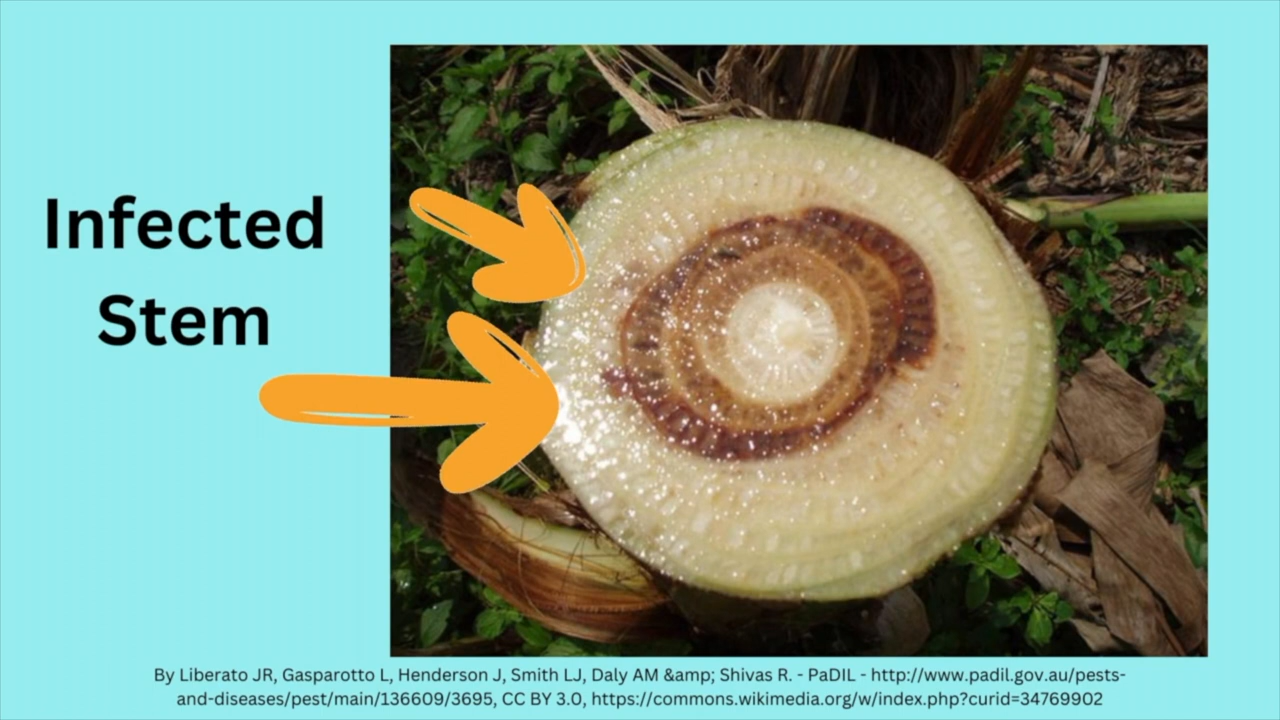 Infected
Stem
By Liberato JR, Gasparotto L, Henderson J, Smith LJ, Daly AM &amp; Shivas R. - PaDIL - http://www.padil.gov.au/pests-
and-diseases/pest/main/136609/3695, CC BY 3.0, https://commons.wikimedia.org/w/index.php?curid=34769902